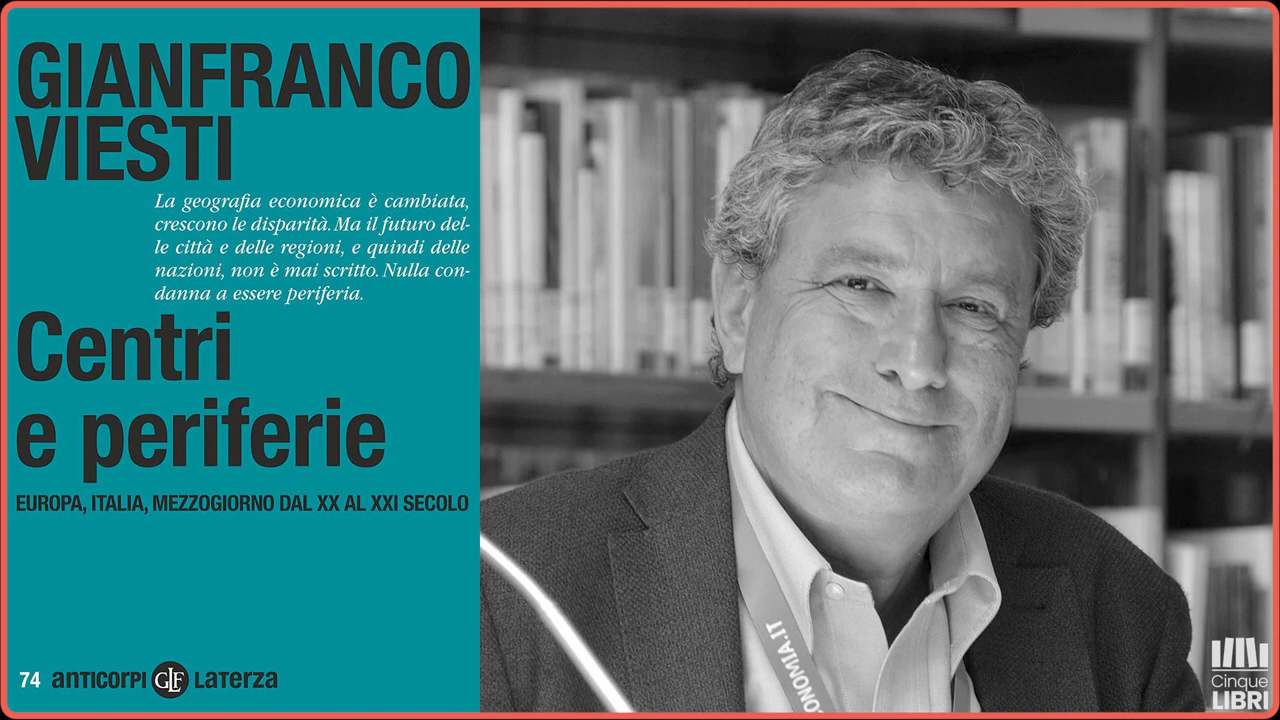 GIANFRANCO
VIESTI
La geografia economica è cambiata,
crescono le disparità. Ma il futuro del-
le città e delle regioni, e quindi delle
nazioni, non è mai scritto. Nulla con-
danna a essere periferia.
Centri
e periferie
EUROPA, ITALIA, MEZZOGIORNO DAL XX AL XXI SECOLO
74 anTICORPI GLF LaTerza
ONOMIA.IT
Cinque
LIBRI